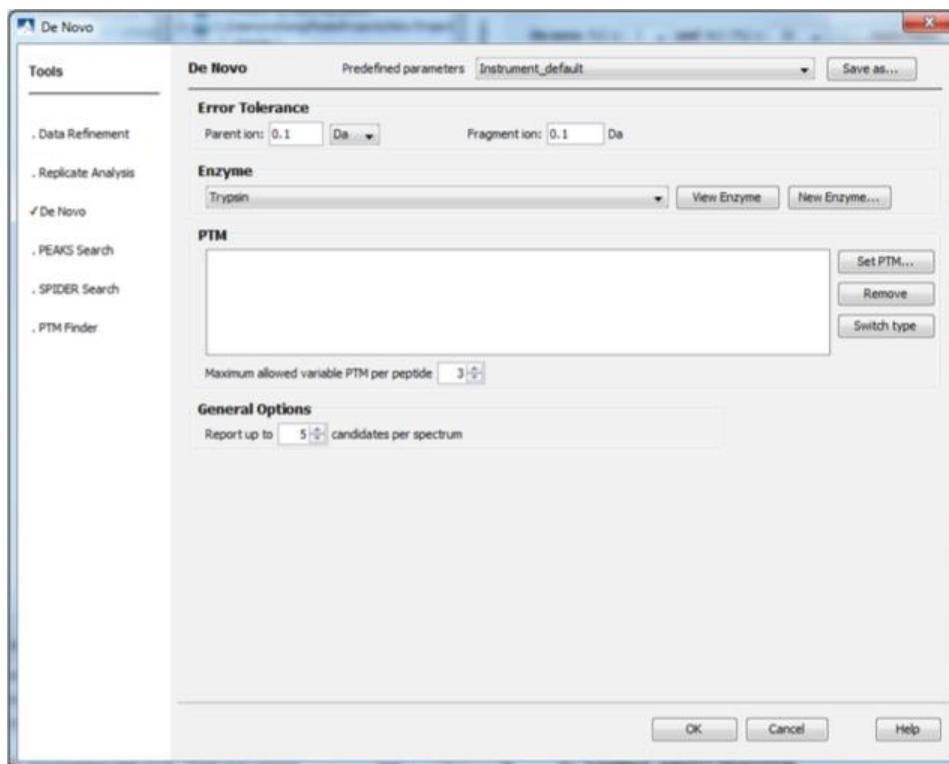 De Novo
Tools
. Data Refinement
. Replicate Analysis
✓De Novo
. PEAKS Search
. SPIDER Search
. PTM Finder
De Novo Predefined parameters Instrument_default Save as...
Error Tolerance
Parent ion: 0.1 Da Fragment ion: 0.1 Da
Enzyme
Trypsin View Enzyme New Enzyme...
PTM
Set PTM...
Remove
Switch type
Maximum allowed variable PTM per peptide 3
General Options
Report up to 5 candidates per spectrum
OK Cancel Help